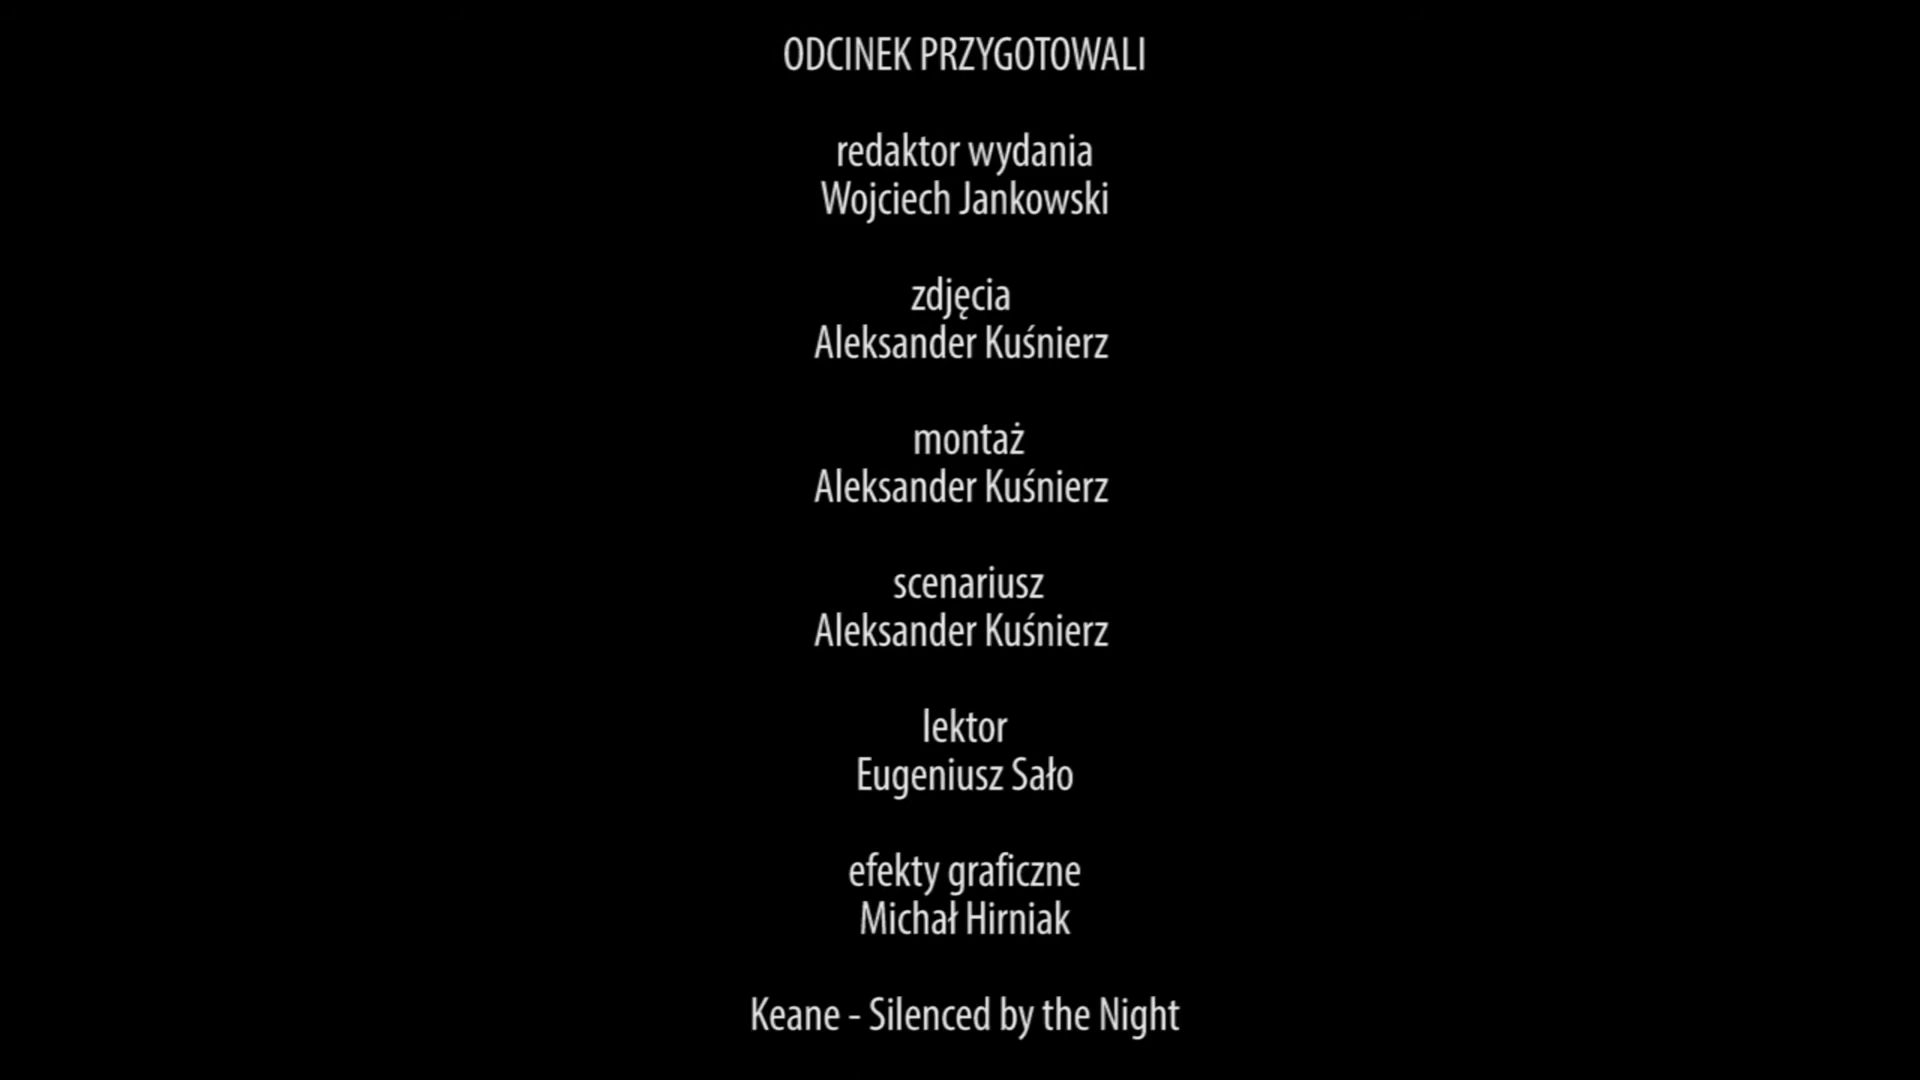 ODCINEK PRZYGOTOWALI
redaktor wydania
Wojciech Jankowski
zdjęcia
Aleksander Kuśnierz
montaż
Aleksander Kuśnierz
scenariusz
Aleksander Kuśnierz
lektor
Eugeniusz Sało
efekty graficzne
Michał Hirniak
Keane - Silenced by the Night